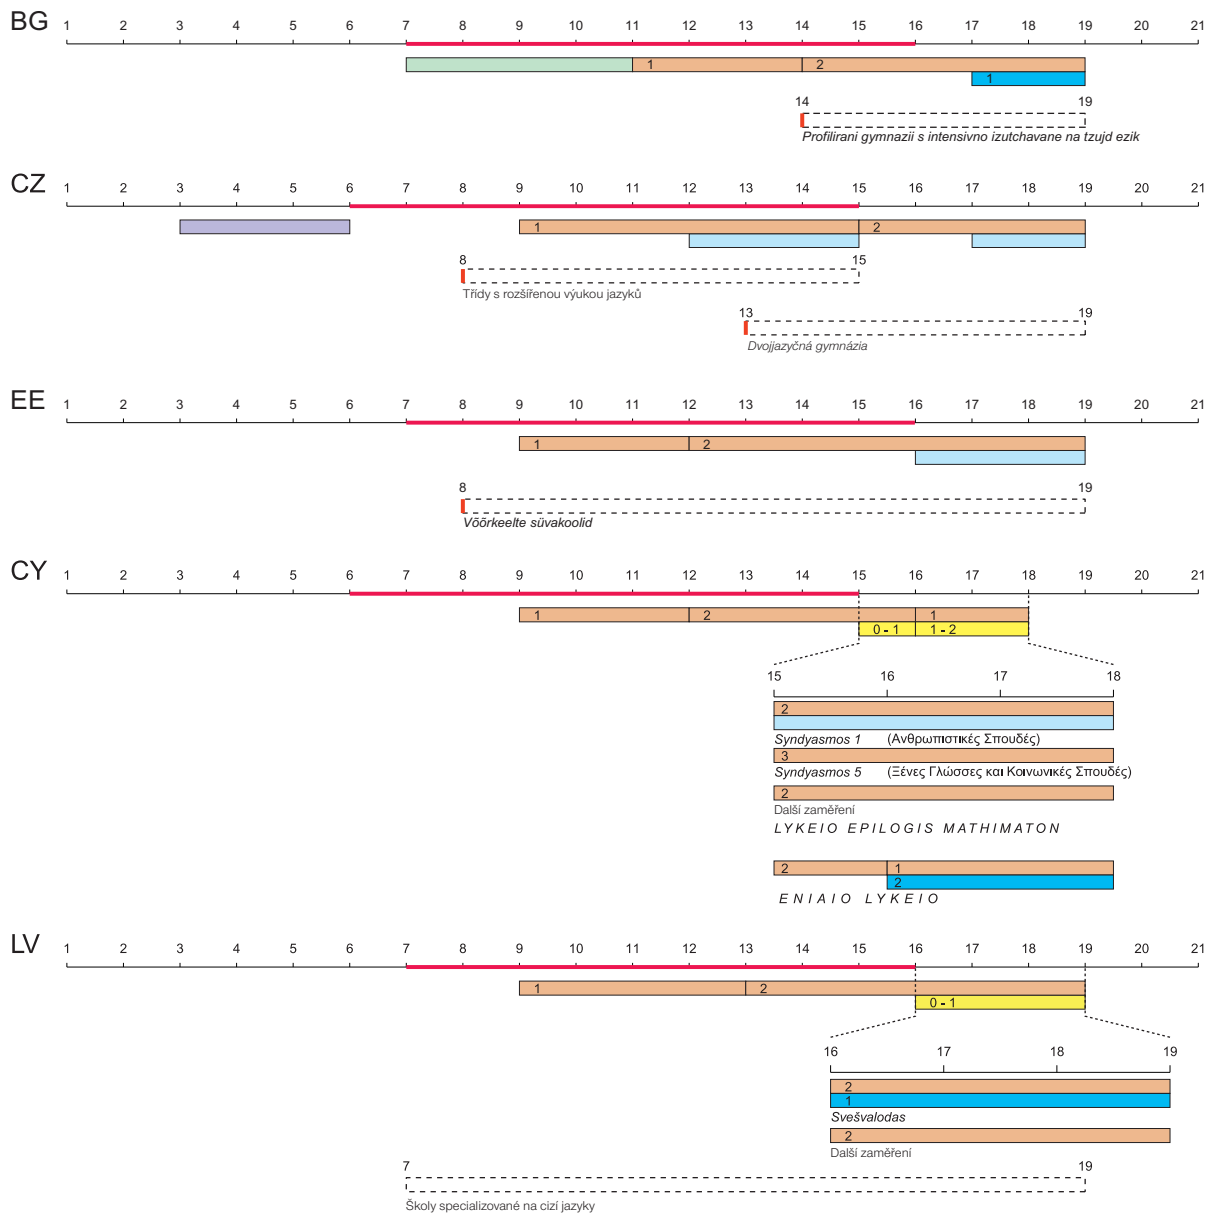 BG 1 2 3 4 5 6 7 8 9 10 11 12 13 14 15 16 17 18 19 20 21
1 2
1
14 19
Profilirani gymnazii s intensivno izutchavane na tzujd ezik
CZ 1 2 3 4 5 6 7 8 9 10 11 12 13 14 15 16 17 18 19 20 21
1 2
8 15
Třídy s rozšířenou výukou jazyků
13 19
Dvojjazyčná gymnázia
EE 1 2 3 4 5 6 7 8 9 10 11 12 13 14 15 16 17 18 19 20 21
1 2
8 19
Võõrkeelte süvakoolid
CY 1 2 3 4 5 6 7 8 9 10 11 12 13 14 15 16 17 18 19 20 21
1 2 1
0 - 1 1 - 2
15 16 17 18
2
Syndyasmos 1 (Ανθρωπιστικές Σπουδές)
3
Syndyasmos 5 (Ξένες Γλώσσες και Κοινωνικές Σπουδές)
2
Další zaměření
LYKEIO EPILOGIS MATHIMATON
2 1
2
ENIAIO LYKEIO
LV 1 2 3 4 5 6 7 8 9 10 11 12 13 14 15 16 17 18 19 20 21
1 2
0 - 1
16 17 18 19
2
1
Svešvalodas
2
Další zaměření
7 19
Školy specializované na cizí jazyky